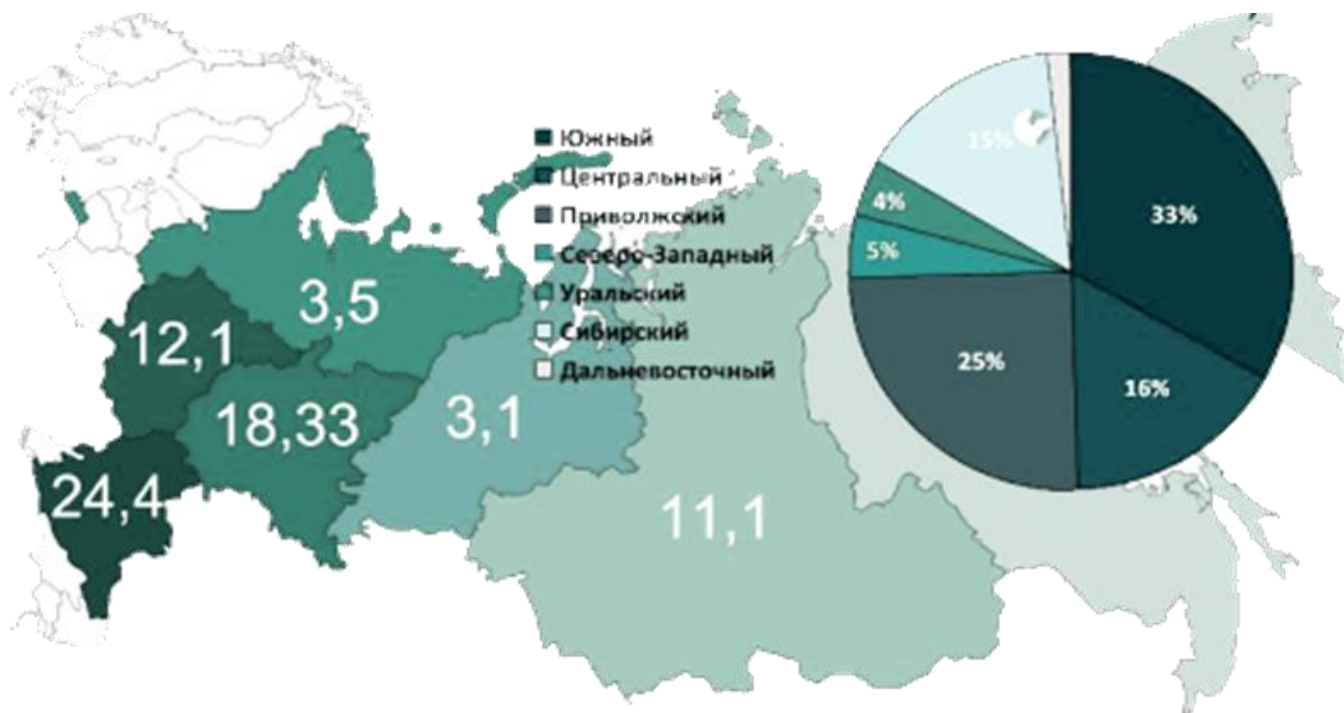 Южный
Центральный
Приволжский
Северо-Западный
Уральский
Сибирский
Дальневосточный
3,5
12,1
18,33
3,1
24,4
11,1
15%
4%
5%
33%
25%
16%